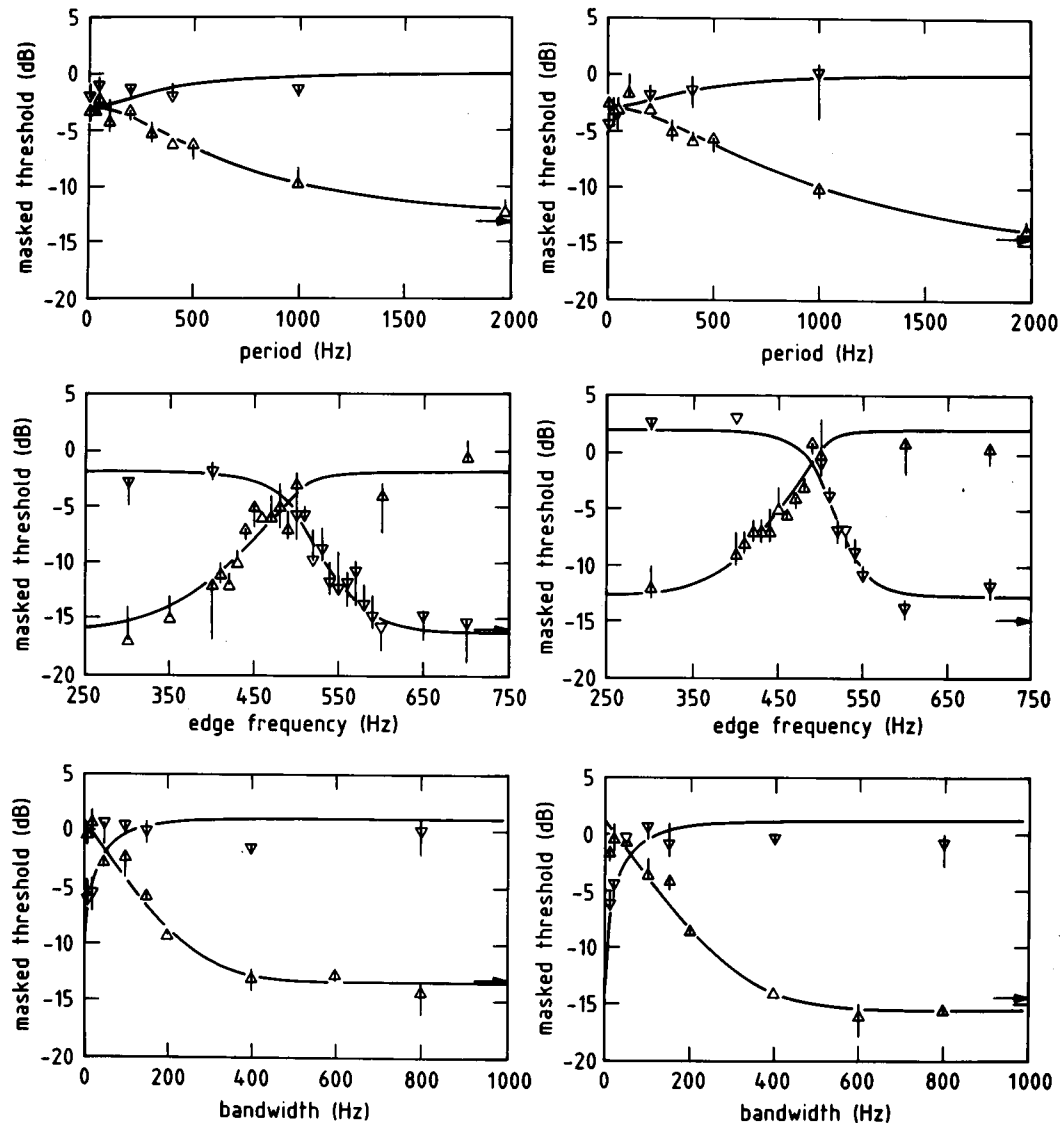 5
0
-5
-10
-15
-20
masked threshold (dB)
0 500 1000 1500 2000
period (Hz)
5
0
-5
-10
-15
-20
masked threshold (dB)
0 500 1000 1500 2000
period (Hz)
5
0
-5
-10
-15
-20
masked threshold (dB)
250 350 450 550 650 750
edge frequency (Hz)
5
0
-5
-10
-15
-20
masked threshold (dB)
250 350 450 550 650 750
edge frequency (Hz)
5
0
-5
-10
-15
-20
masked threshold (dB)
0 200 400 600 800 1000
bandwidth (Hz)
5
0
-5
-10
-15
-20
masked threshold (dB)
0 200 400 600 800 1000
bandwidth (Hz)